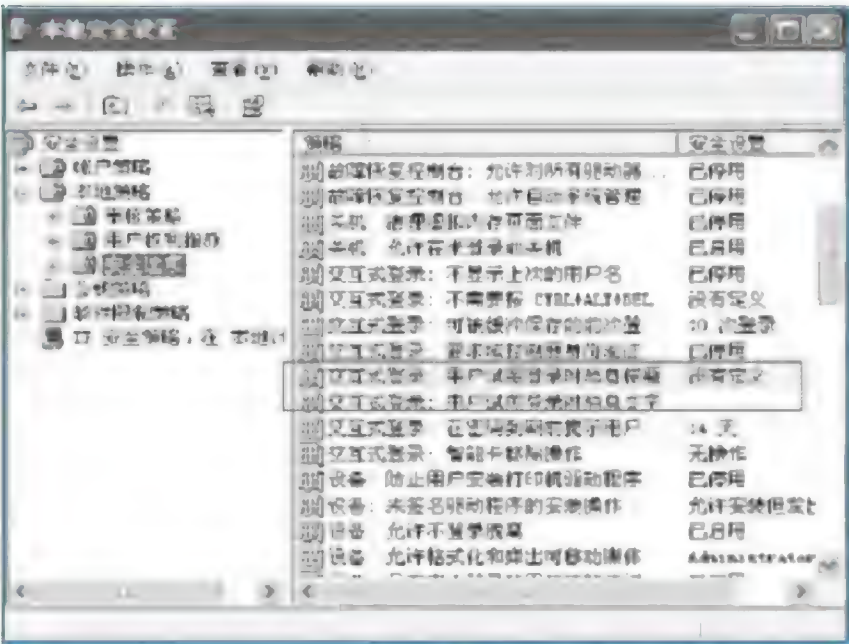 本地安全设置
文件(F) 操作(A) 查看(V) 帮助(H)
安全设置
帐户策略
本地策略
审核策略
用户权利指派
安全选项
公钥策略
软件限制策略
IP 安全策略，在 本地计
策略 安全设置
故障恢复控制台: 允许对所有驱动器... 已停用
故障恢复控制台: 允许自动系统管理 已停用
关机: 清理虚拟内存页面文件 已停用
关机: 允许在未登录前关机 已启用
交互式登录: 不显示上次的用户名 已停用
交互式登录: 不需要按 CTRL+ALT+DEL 没有定义
交互式登录: 可被缓冲保存的前次登 10 次登录
交互式登录: 要求域控制器身份验证 已停用
交互式登录: 用户试图登录时消息标题 没有定义
交互式登录: 用户试图登录时消息文字
交互式登录: 在密码到期前提示用户 14 天
交互式登录: 智能卡移除操作 无操作
设备: 防止用户安装打印机驱动程序 已停用
设备: 未签名驱动程序的安装操作 允许安装但发出
设备: 允许不登录脱离 已启用
设备: 允许格式化和弹出可移动媒体 Administrator